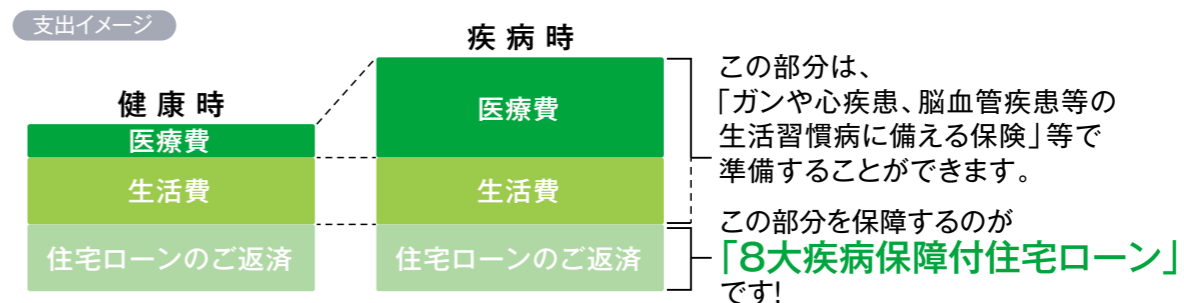 支出イメージ
疾病時
健康時
医療費
医療費
生活費
生活費
住宅ローンのご返済
住宅ローンのご返済
この部分は、
「ガンや心疾患、脳血管疾患等の
生活習慣病に備える保険」等で
準備することができます。
この部分を保障するのが
「8大疾病保障付住宅ローン」
です!